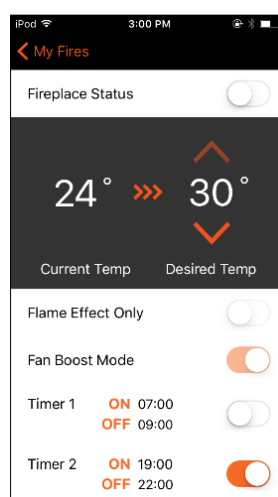 iPod 3:00 PM
My Fires
Fireplace Status
24° 30°
Current Temp Desired Temp
Flame Effect Only
Fan Boost Mode
Timer 1 ON 07:00
OFF 09:00
Timer 2 ON 19:00
OFF 22:00